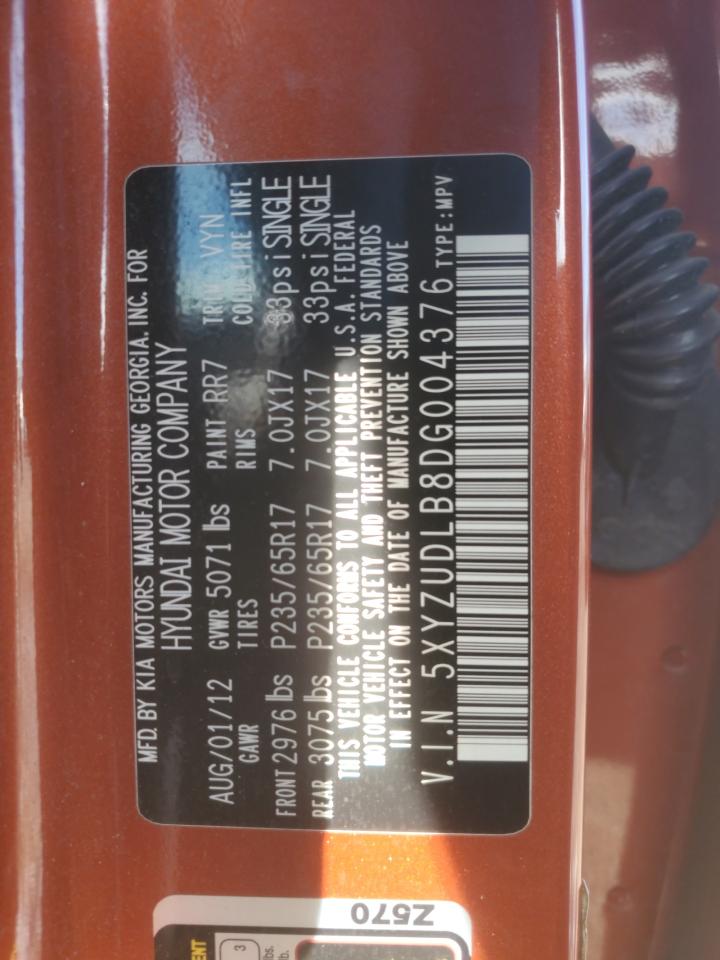 MFD. BY KIA MOTORS MANUFACTURING GEORGIA. INC. FOR
HYUNDAI MOTOR COMPANY
AUG/01/12 GVWR 5071 lbs PAINT RR7 TRIM VYN
GAWR TIRES RIMS COLD TIRE INFL
FRONT 2976 lbs P235/65R17 7.0JX17 33psi SINGLE
REAR 3075 lbs P235/65R17 7.0JX17 33psi SINGLE
THIS VEHICLE CONFORMS TO ALL APPLICABLE U.S.A. FEDERAL
MOTOR VEHICLE SAFETY AND THEFT PREVENTION STANDARDS
IN EFFECT ON THE DATE OF MANUFACTURE SHOWN ABOVE
V.I.N 5XYZUDLB8DG004376 TYPE:MPV
Z570
3